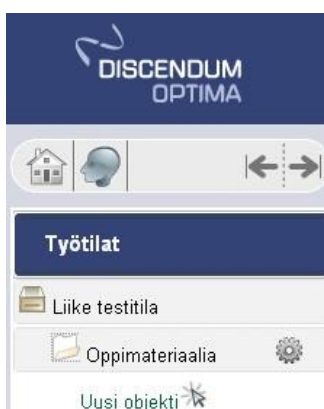 DISCENDUM
OPTIMA
Työtilat
Liike testitila
Oppimateriaalia
Uusi objekti